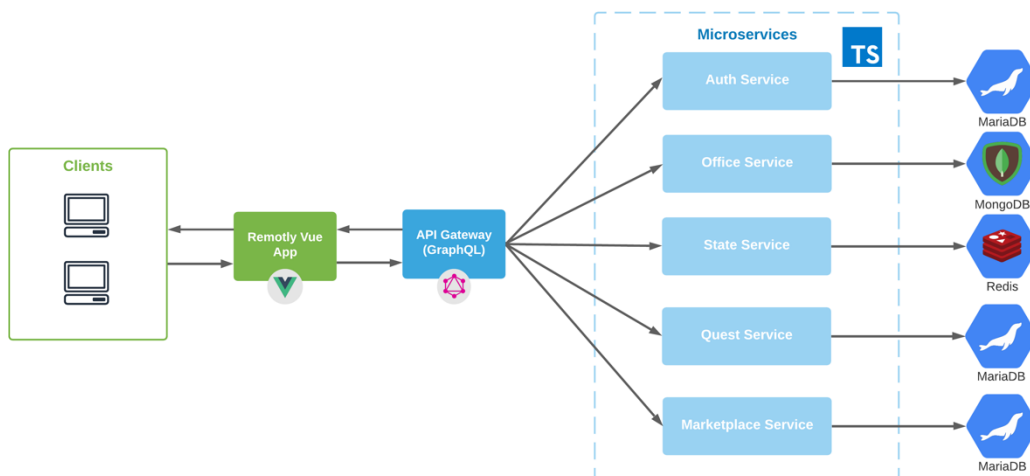 Microservices
TS
Auth Service
MariaDB
Office Service
MongoDB
Clients
Remotly Vue
App
API Gateway
(GraphQL)
State Service
Redis
Quest Service
MariaDB
Marketplace Service
MariaDB